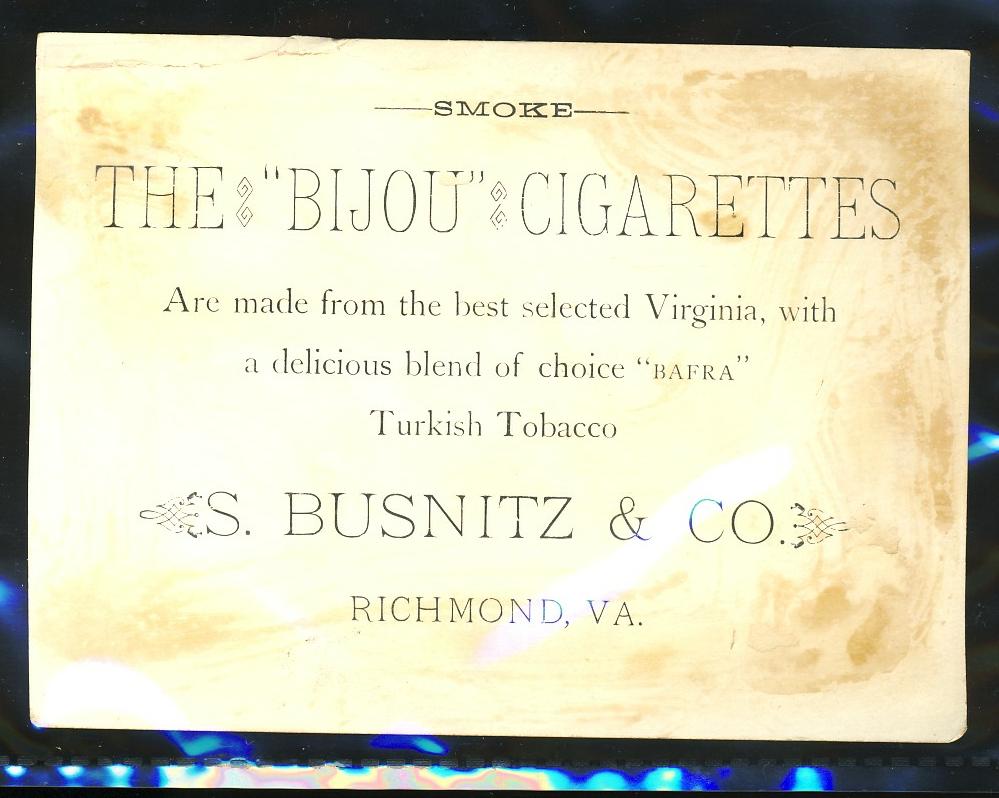 SMOKE
THE "BIJOU" CIGARETTES
Are made from the best selected Virginia, with
a delicious blend of choice "BAFRA"
Turkish Tobacco
S. BUSNITZ & CO.
RICHMOND, VA.